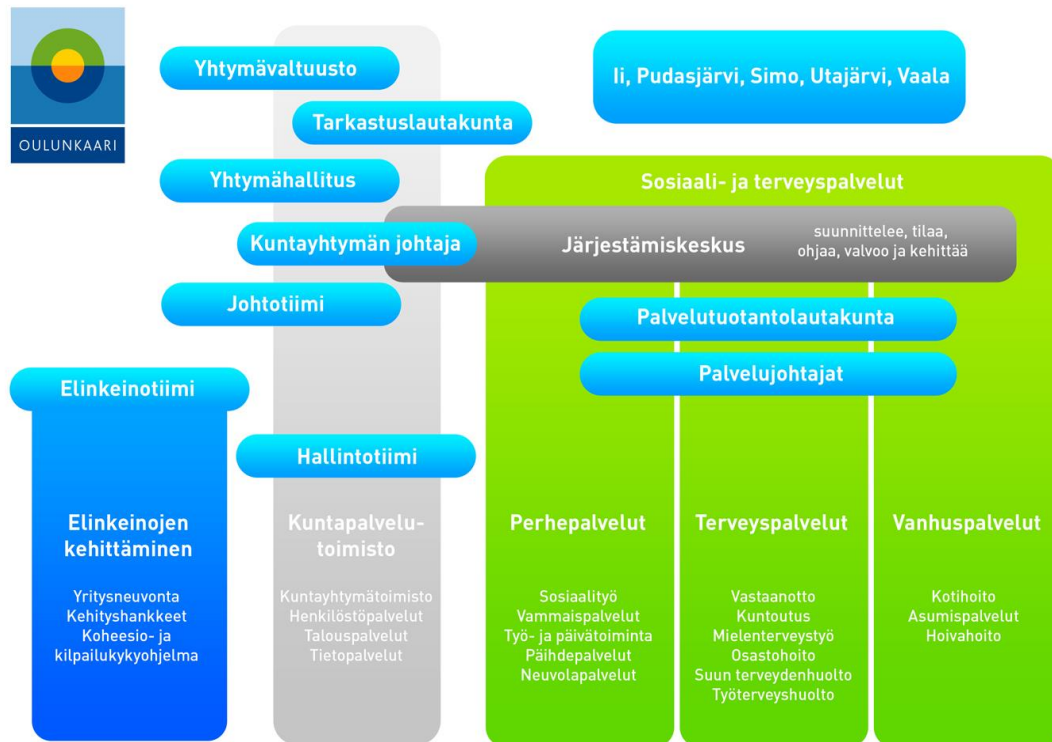 OULUNKAARI
Yhtymävaltuusto
Tarkastuslautakunta
Yhtymähallitus
Kuntayhtymän johtaja
Johtotiimi
Ii, Pudasjärvi, Simo, Utajärvi, Vaala
Sosiaali- ja terveyspalvelut
Järjestämiskeskus
suunnittelee, tilaa,
ohjaa, valvoo ja kehittää
Palvelutuotantolautakunta
Palvelujohtajat
Elinkeinotiimi
Hallintotiimi
Elinkeinojen
kehittäminen
Yritysneuvonta
Kehityshankkeet
Koheesio- ja
kilpailukykyohjelma
Kuntapalvelu-
toimisto
Kuntayhtymätoimisto
Henkilöstöpalvelut
Talouspalvelut
Tietopalvelut
Perhepalvelut
Sosiaalityö
Vammaispalvelut
Työ- ja päivätoiminta
Päihdepalvelut
Neuvolapalvelut
Terveyspalvelut
Vastaanotto
Kuntoutus
Mielenterveystyö
Osastohoito
Suun terveydenhuolto
Työterveyshuolto
Vanhuspalvelut
Kotihoito
Asumispalvelut
Hoivahoito